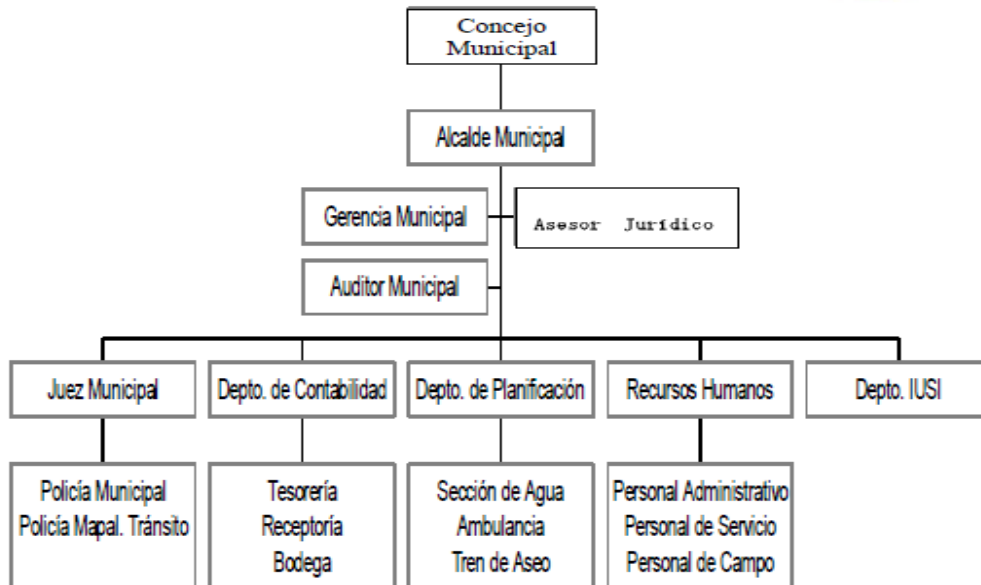 Concejo
Municipal
Alcalde Municipal
Gerencia Municipal
Asesor Jurídico
Auditor Municipal
Juez Municipal
Depto. de Contabilidad
Depto. de Planificación
Recursos Humanos
Depto. IUSI
Policía Municipal
Policía Mapal. Tránsito
Tesorería
Receptoría
Bodega
Sección de Agua
Ambulancia
Tren de Aseo
Personal Administrativo
Personal de Servicio
Personal de Campo